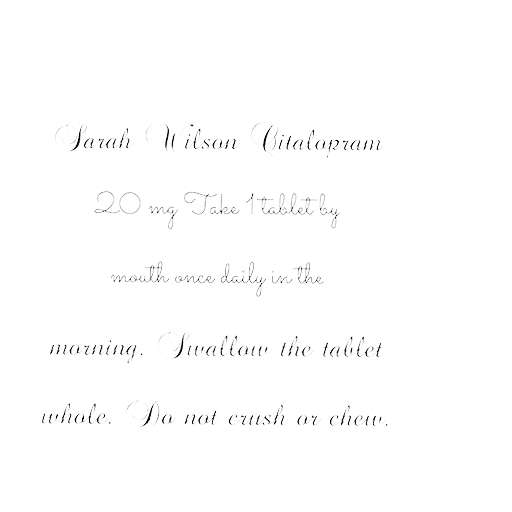 Sarah Wilson Citalopram
20 mg Take 1 tablet by
mouth once daily in the
morning. Swallow the tablet
whole. Do not crush or chew.